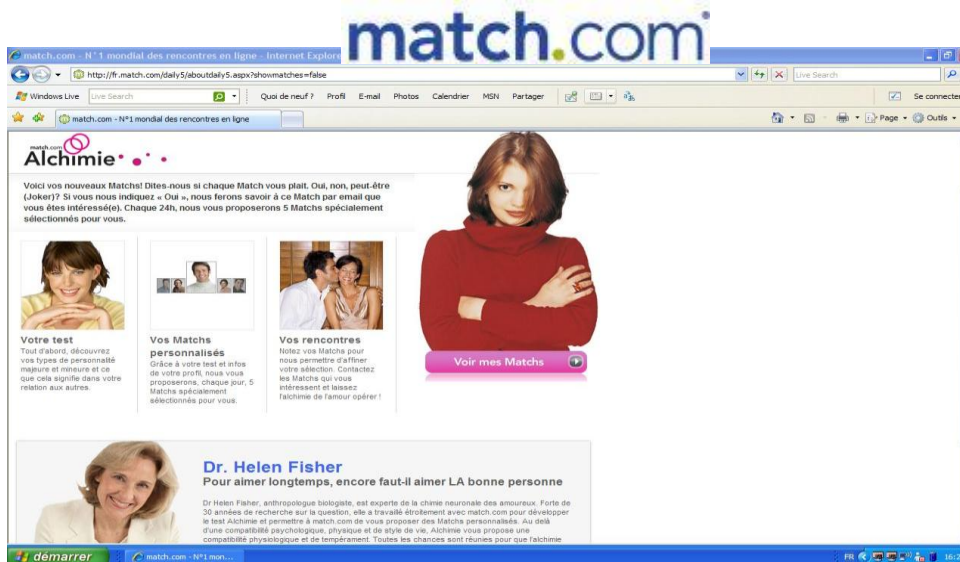 match.com
match.com - N°1 mondial des rencontres en ligne - Internet Explore
http://fr.match.com/daily5/aboutdaily5.aspx?showmatches=false
Live Search
Windows Live
Live Search
Quoi de neuf ?
Profil
E-mail
Photos
Calendrier
MSN
Partager
Se connecter
match.com - N°1 mondial des rencontres en ligne
Page
Outils
match.com
Alchimie
Voici vos nouveaux Matchs! Dites-nous si chaque Match vous plait. Oui, non, peut-être
(Joker)? Si vous nous indiquez « Oui », nous ferons savoir à ce Match par email que
vous êtes intéressé(e). Chaque 24h, nous vous proposerons 5 Matchs spécialement
sélectionnés pour vous.
Votre test
Tout d'abord, découvrez
vos types de personnalité
majeure et mineure et ce
que cela signifie dans votre
relation aux autres.
Vos Matchs
personnalisés
Grâce à votre test et infos
de votre profil, nous vous
proposerons, chaque jour, 5
Matchs spécialement
sélectionnés pour vous.
Vos rencontres
Notez vos Matchs pour
nous permettre d'affiner
votre sélection. Contactez
les Matchs qui vous
intéressent et laissez
l'alchimie de l'amour opérer !
Voir mes Matchs
Dr. Helen Fisher
Pour aimer longtemps, encore faut-il aimer LA bonne personne
Dr Helen Fisher, anthropologue biologiste, est experte de la chimie neuronale des amoureux. Forte de
30 années de recherche sur la question, elle a travaillé étroitement avec match.com pour développer
le test Alchimie et permettre à match.com de vous proposer des Matchs personnalisés. Au delà
d'une compatibilité psychologique, physique et de style de vie, Alchimie vous propose une
compatibilité physiologique et de tempérament. Toutes les chances sont réunies pour que l'alchimie
démarrer
match.com - N°1 mon...
FR